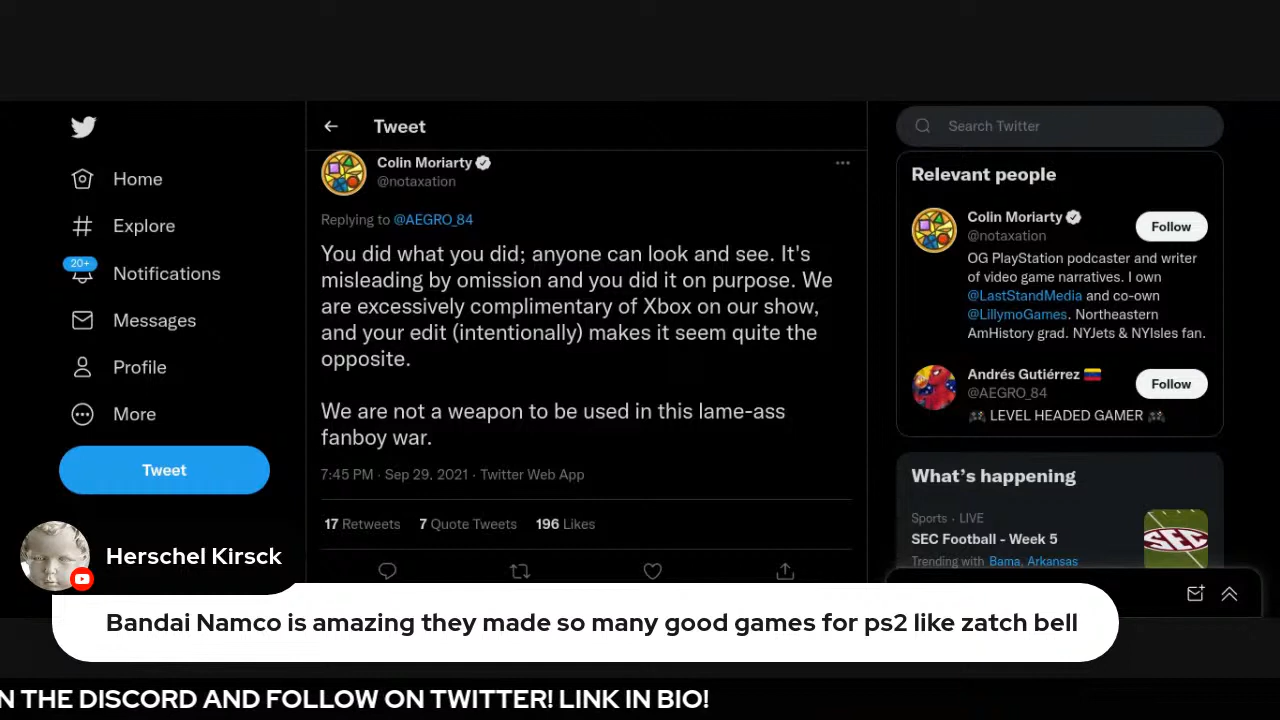 Home
Explore
20+
Notifications
Messages
Profile
More
Tweet
Tweet
Colin Moriarty
@notaxation
Replying to @AEGRO_84
You did what you did; anyone can look and see. It's
misleading by omission and you did it on purpose. We
are excessively complimentary of Xbox on our show,
and your edit (intentionally) makes it seem quite the
opposite.
We are not a weapon to be used in this lame-ass
fanboy war.
7:45 PM · Sep 29, 2021 · Twitter Web App
17 Retweets 7 Quote Tweets 196 Likes
Search Twitter
Relevant people
Colin Moriarty
@notaxation
Follow
OG PlayStation podcaster and writer
of video game narratives. I own
@LastStandMedia and co-own
@LillymoGames. Northeastern
AmHistory grad. NYJets & NYIsles fan.
Andrés Gutiérrez
@AEGRO_84
Follow
LEVEL HEADED GAMER
What's happening
Sports · LIVE
SEC Football - Week 5
Trending with Bama, Arkansas
SEC
Herschel Kirsck
Bandai Namco is amazing they made so many good games for ps2 like zatch bell
N THE DISCORD AND FOLLOW ON TWITTER! LINK IN BIO!